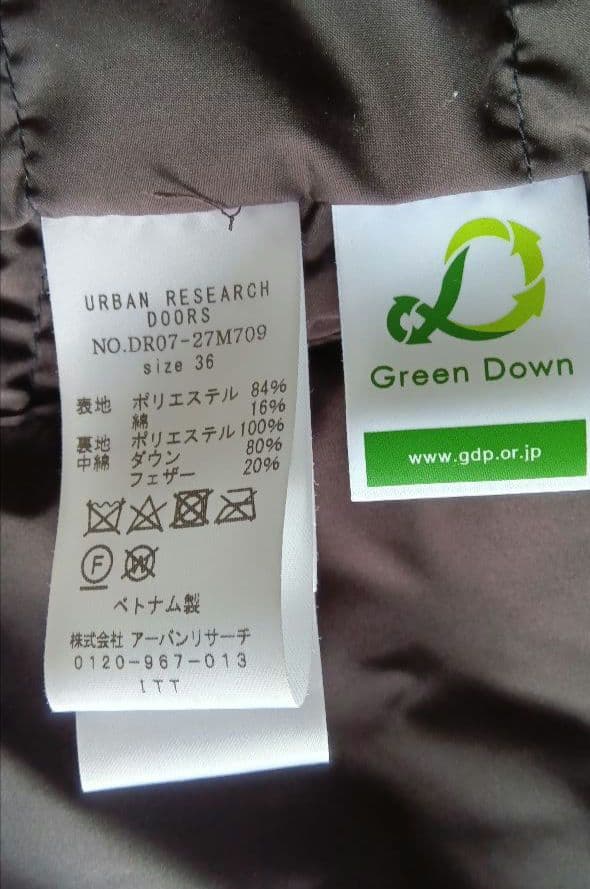 URBAN RESEARCH
DOORS
NO.DR07-27M709
size 36
表地 ポリエステル 84%
綿 16%
裏地 ポリエステル 100%
中綿 ダウン 80%
フェザー 20%
F
W
ベトナム製
株式会社 アーバンリサーチ
0120-967-013
ITT
Green Down
www.gdp.or.jp